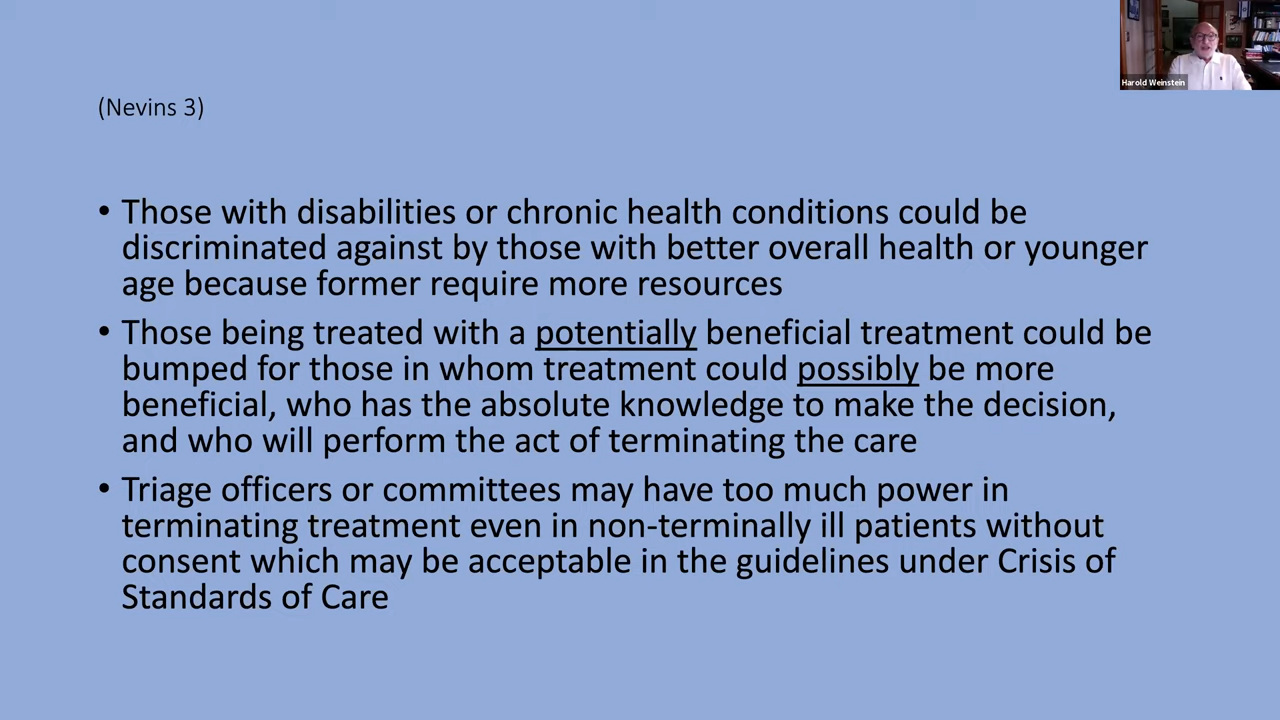 Harold Weinstein
(Nevins 3)
• Those with disabilities or chronic health conditions could be
discriminated against by those with better overall health or younger
age because former require more resources
• Those being treated with a potentially beneficial treatment could be
bumped for those in whom treatment could possibly be more
beneficial, who has the absolute knowledge to make the decision,
and who will perform the act of terminating the care
• Triage officers or committees may have too much power in
terminating treatment even in non-terminally ill patients without
consent which may be acceptable in the guidelines under Crisis of
Standards of Care